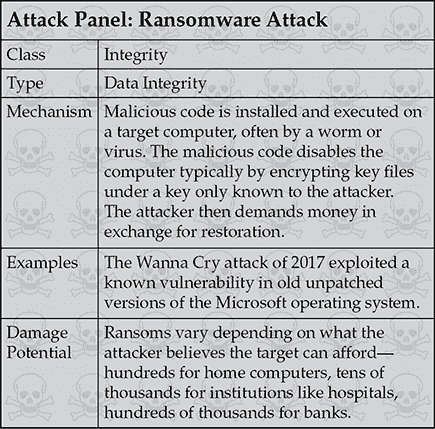 Attack Panel: Ransomware Attack
Class Integrity
Type Data Integrity
Mechanism Malicious code is installed and executed on
a target computer, often by a worm or
virus. The malicious code disables the
computer typically by encrypting key files
under a key only known to the attacker.
The attacker then demands money in
exchange for restoration.
Examples The Wanna Cry attack of 2017 exploited a
known vulnerability in old unpatched
versions of the Microsoft operating system.
Damage Ransoms vary depending on what the
Potential attacker believes the target can afford—
hundreds for home computers, tens of
thousands for institutions like hospitals,
hundreds of thousands for banks.